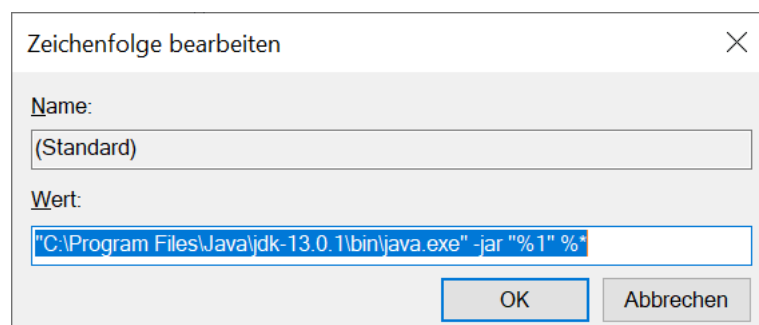 Zeichenfolge bearbeiten
Name:
(Standard)
Wert:
"C:\Program Files\Java\jdk-13.0.1\bin\java.exe" -jar "%1" %*
OK Abbrechen